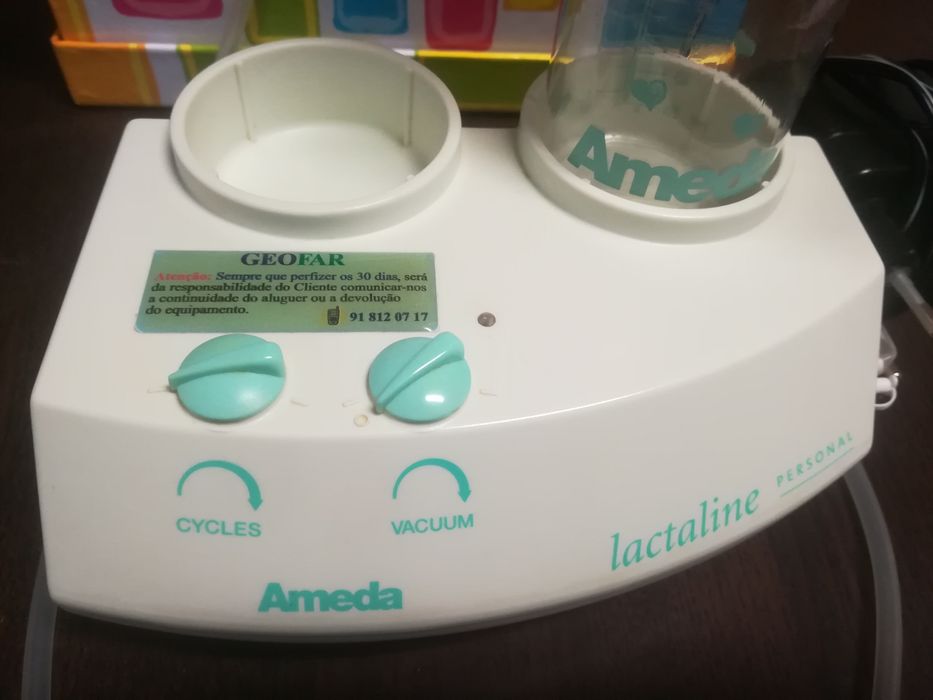 Ameda
GEOFAR
Atenção: Sempre que perfizer os 30 dias, será
da responsabilidade do Cliente comunicar-nos
a continuidade do aluguer ou a devolução
do equipamento.
91 812 07 17
CYCLES
VACUUM
lactaline
PERSONAL
Ameda